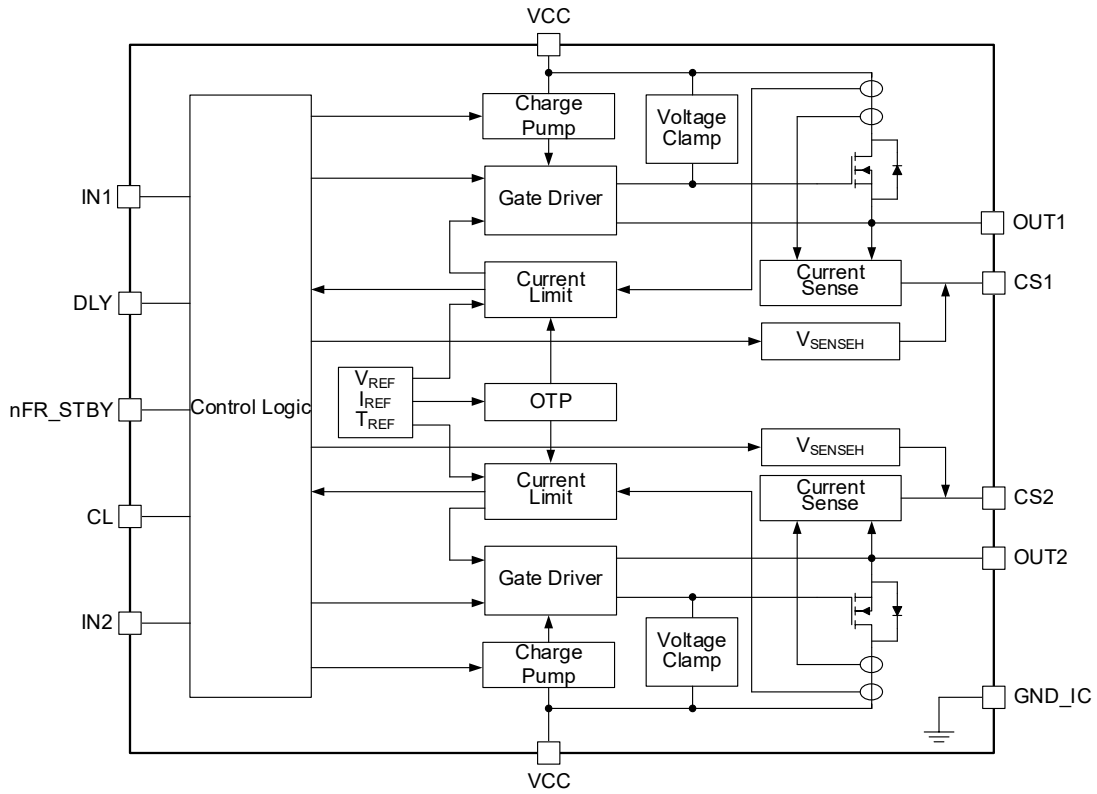 VCC
Charge
Pump
Voltage
Clamp
IN1
Gate Driver
OUT1
Current
Limit
Current
Sense
CS1
DLY
VSENSEH
VREF
IREF
TREF
OTP
nFR_STBY
Control Logic
VSENSEH
Current
Limit
Current
Sense
CS2
CL
OUT2
Gate Driver
IN2
Charge
Pump
Voltage
Clamp
GND_IC
VCC